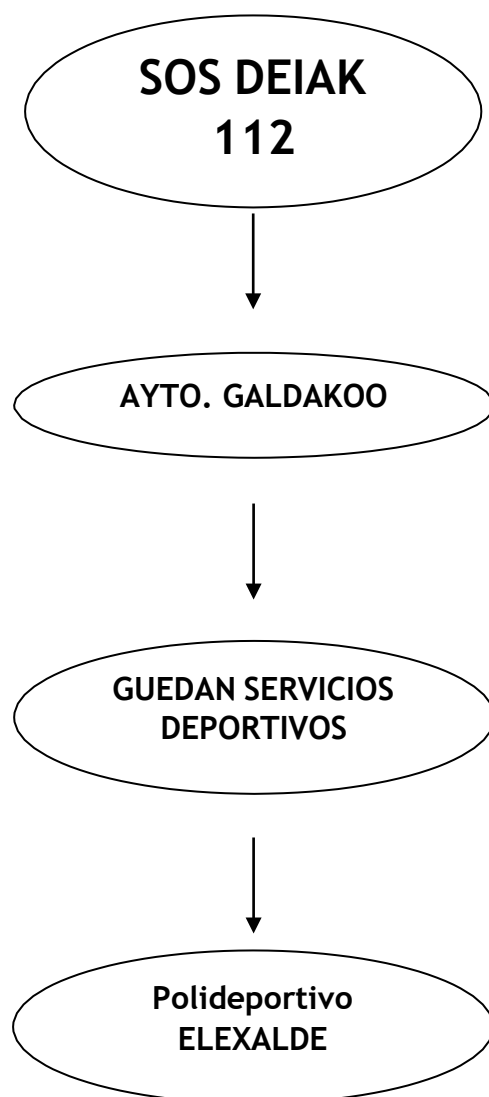 SOS DEIAK
112
AYTO. GALDAKOO
GUEDAN SERVICIOS
DEPORTIVOS
Polideportivo
ELEXALDE